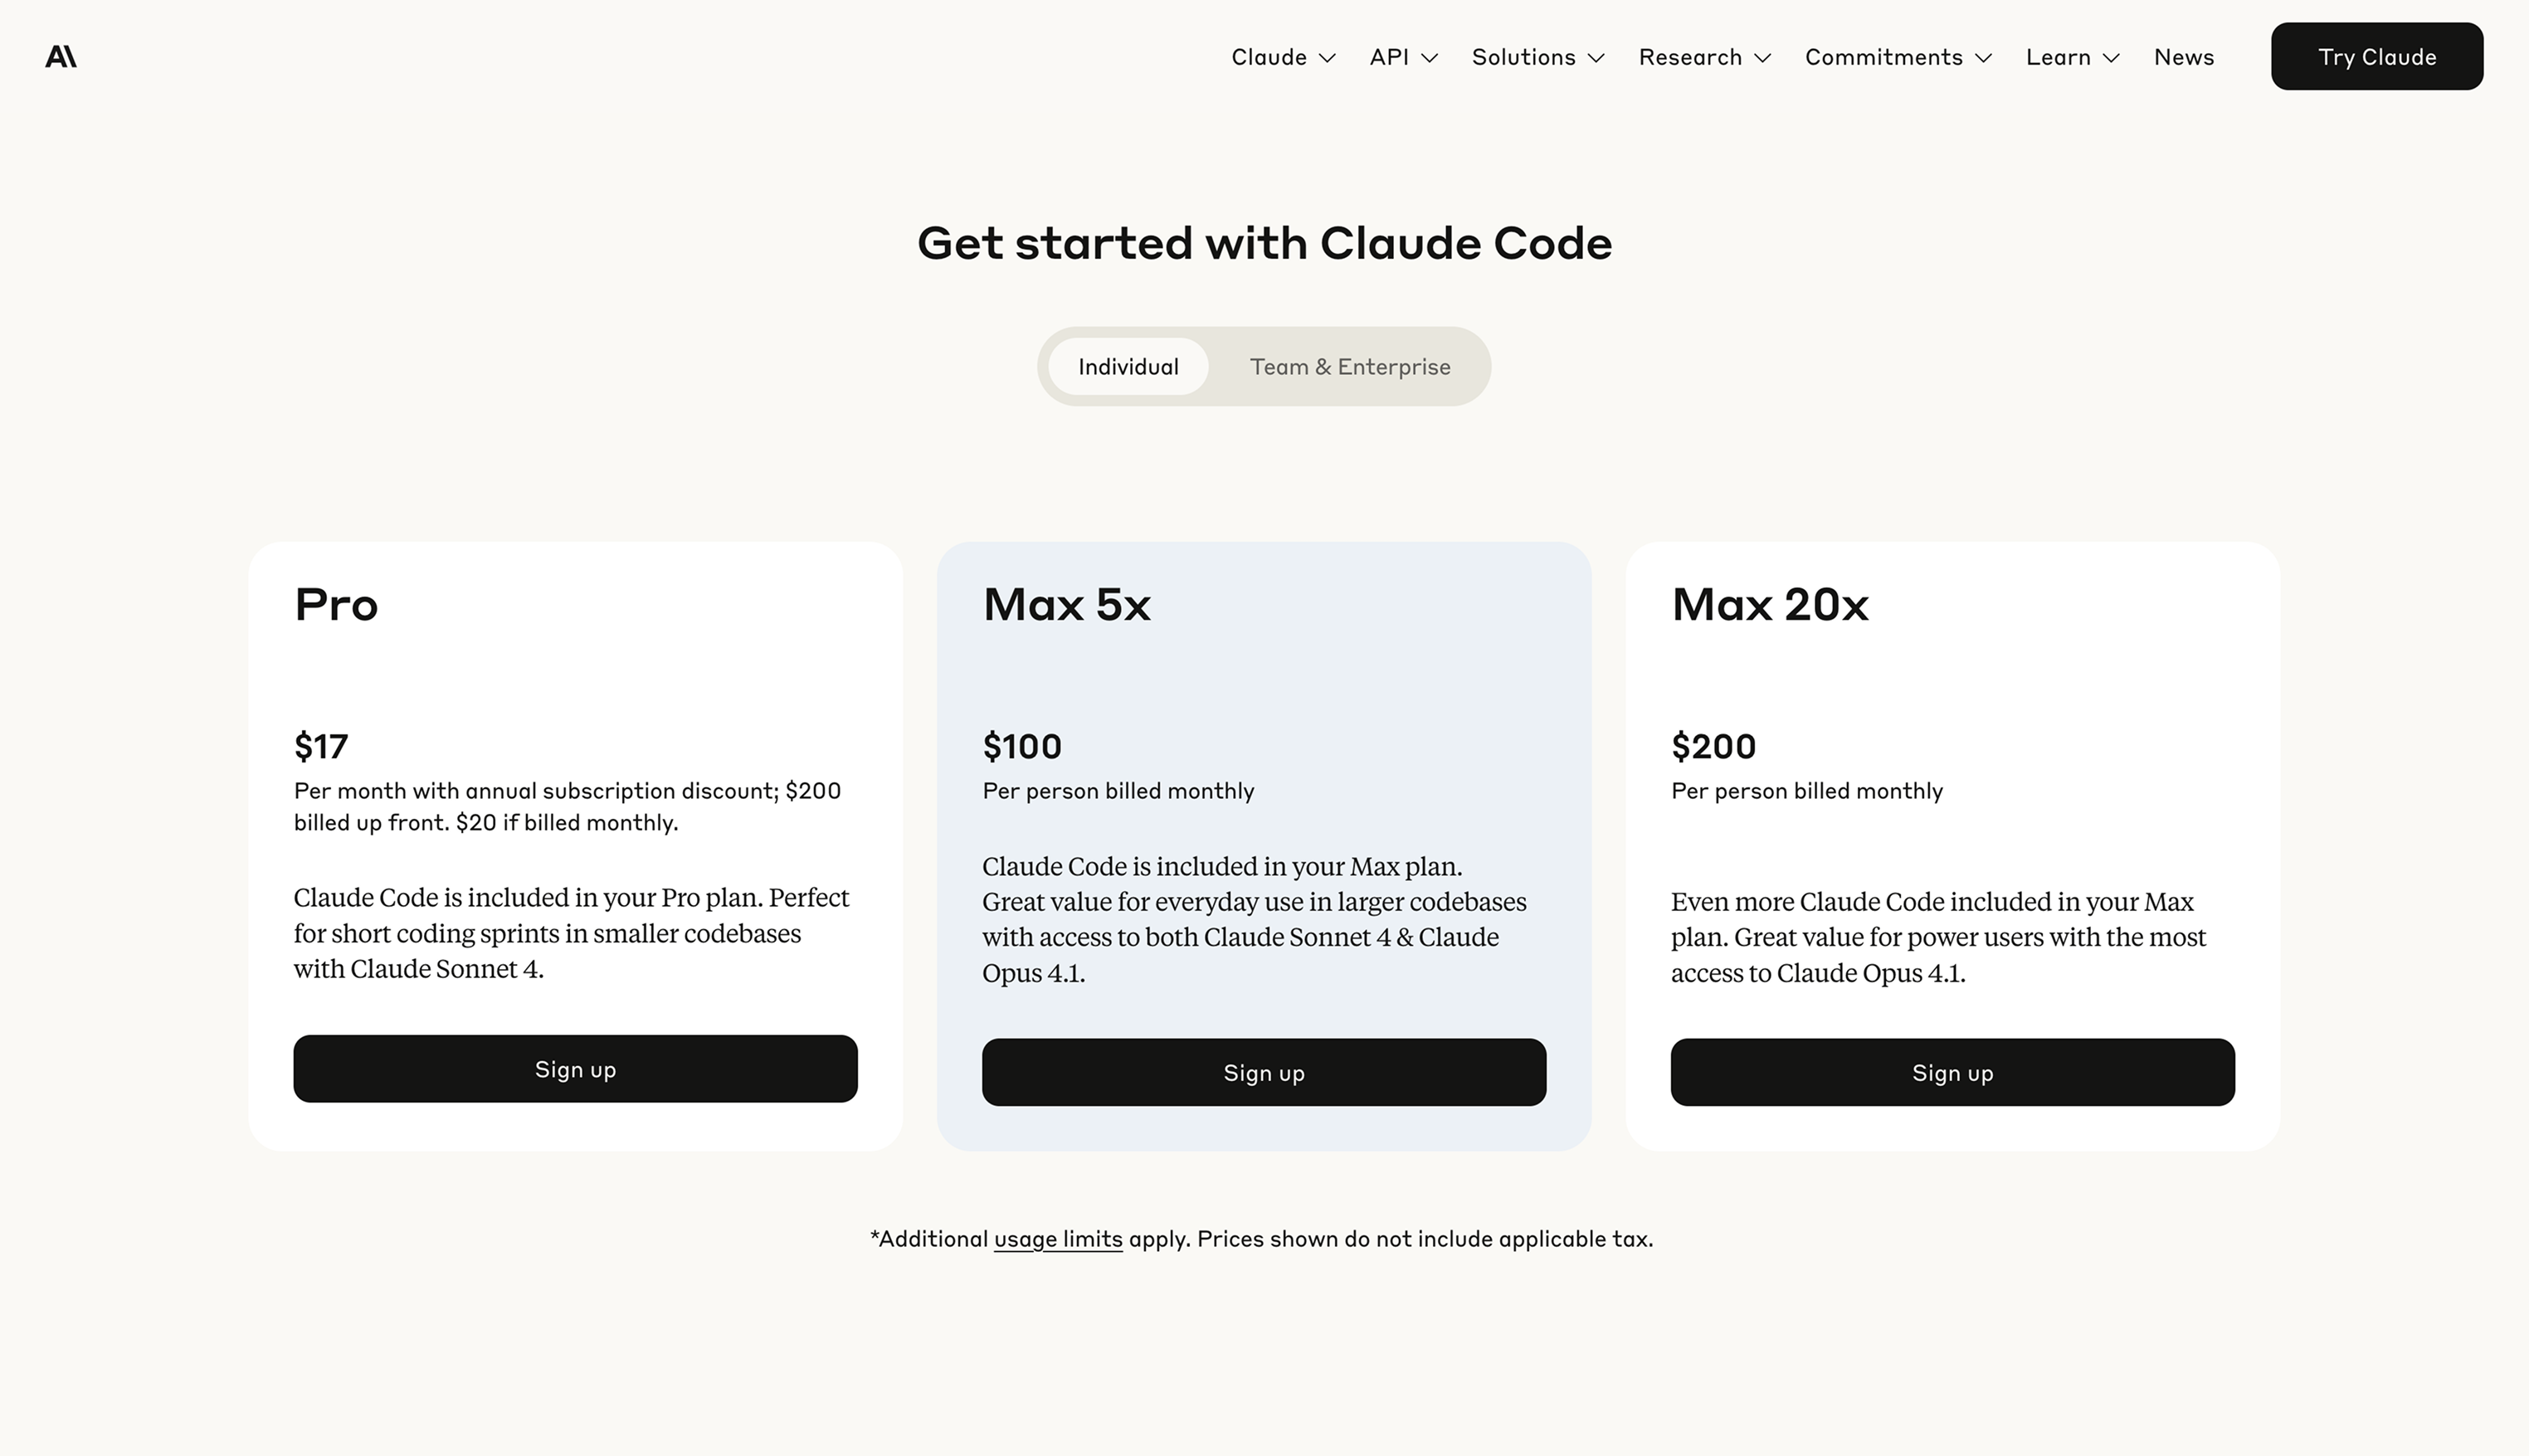 A\
Claude API Solutions Research Commitments Learn News Try Claude
Get started with Claude Code
Individual Team & Enterprise
Pro
$17
Per month with annual subscription discount; $200
billed up front. $20 if billed monthly.
Claude Code is included in your Pro plan. Perfect
for short coding sprints in smaller codebases
with Claude Sonnet 4.
Sign up
Max 5x
$100
Per person billed monthly
Claude Code is included in your Max plan.
Great value for everyday use in larger codebases
with access to both Claude Sonnet 4 & Claude
Opus 4.1.
Sign up
Max 20x
$200
Per person billed monthly
Even more Claude Code included in your Max
plan. Great value for power users with the most
access to Claude Opus 4.1.
Sign up
*Additional usage limits apply. Prices shown do not include applicable tax.